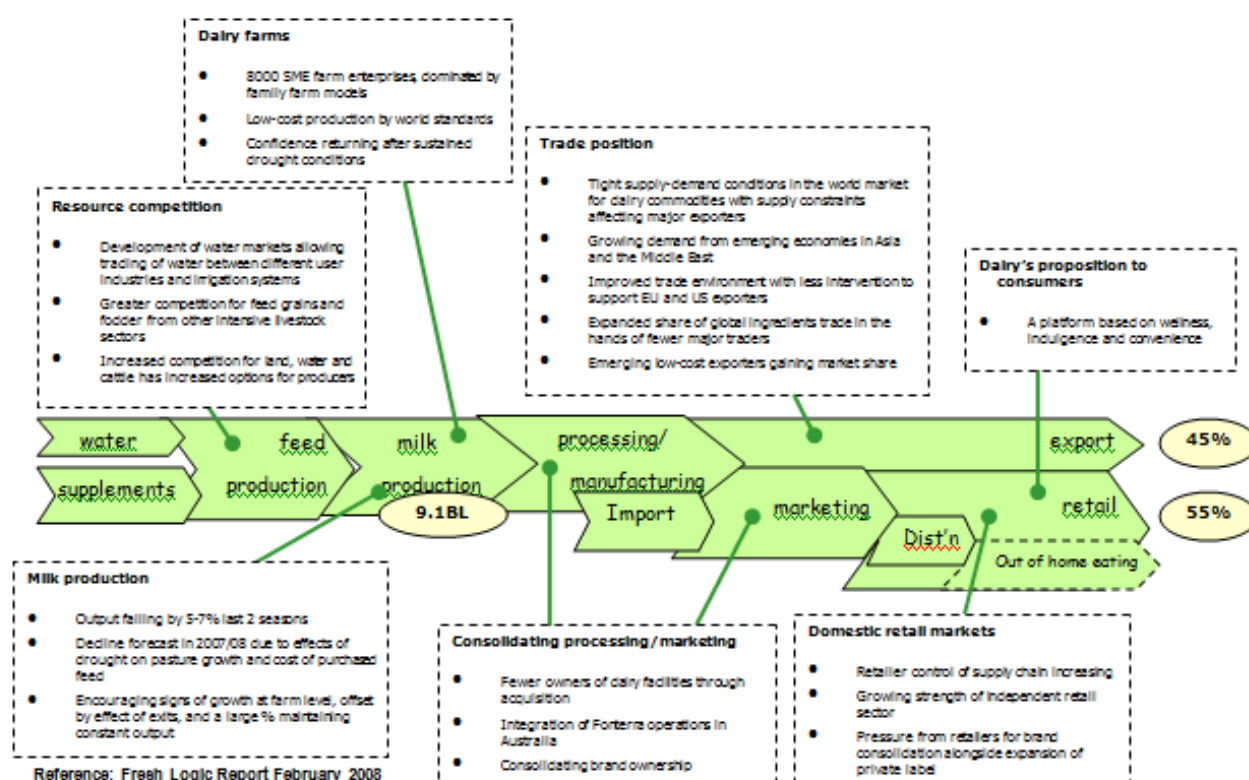 Dairy farms
● 8000 SME farm enterprises, dominated by
family farm models
● Low-cost production by world standards
● Confidence returning after sustained
drought conditions
Trade position
● Tight supply-demand conditions in the world market
for dairy commodities with supply constraints
affecting major exporters
● Growing demand from emerging economies in Asia
and the Middle East
● Improved trade environment with less intervention to
support EU and US exporters
● Expanded share of global ingredients trade in the
hands of fewer major traders
● Emerging low-cost exporters gaining market share
Resource competition
● Development of water markets allowing
trading of water between different user
industries and irrigation systems
● Greater competition for feed grains and
fodder from other intensive livestock
sectors
● Increased competition for land, water and
cattle has increased options for producers
Dairy's proposition to
consumers
● A platform based on wellness,
indulgence and convenience
water
supplements
feed
production
milk
production
9.1BL
processing/
manufacturing
Import
marketing
Dist'n
export
retail
Out of home eating
45%
55%
Milk production
● Output falling by 5-7% last 2 seasons
● Decline forecast in 2007/08 due to effects of
drought on pasture growth and cost of purchased
feed
● Encouraging signs of growth at farm level, offset
by effect of exits, and a large % maintaining
constant output
Consolidating processing/marketing
● Fewer owners of dairy facilities through
acquisition
● Integration of Fonterra operations in
Australia
● Consolidating brand ownership
Domestic retail markets
● Retailer control of supply chain increasing
● Growing strength of independent retail
sector
● Pressure from retailers for brand
consolidation alongside expansion of
private label
Reference: Fresh Logic Report February 2008